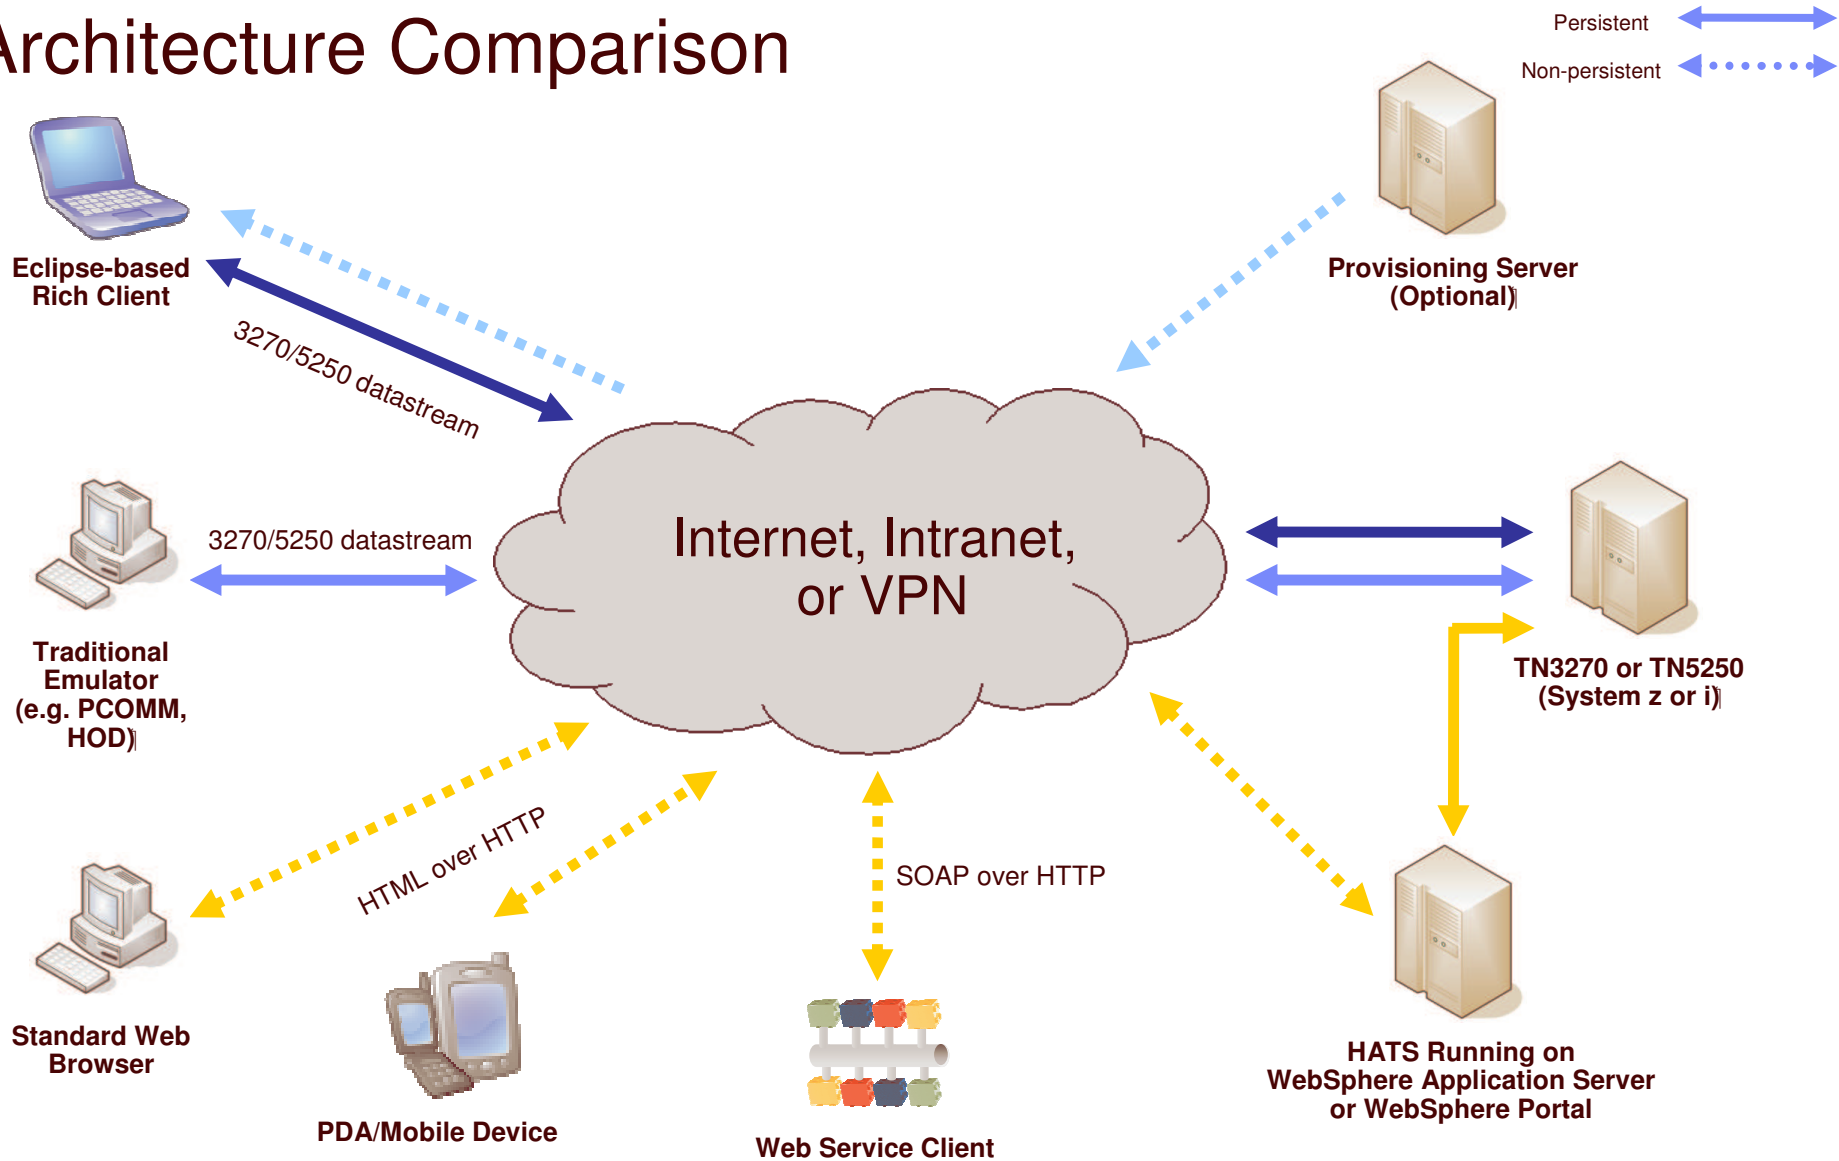 Architecture Comparison
Persistent
Non-persistent
Eclipse-based
Rich Client
Provisioning Server
(Optional)
3270/5250 datastream
3270/5250 datastream
Internet, Intranet,
or VPN
Traditional
Emulator
(e.g. PCOMM,
HOD)
TN3270 or TN5250
(System z or i)
HTML over HTTP
SOAP over HTTP
Standard Web
Browser
PDA/Mobile Device
Web Service Client
HATS Running on
WebSphere Application Server
or WebSphere Portal